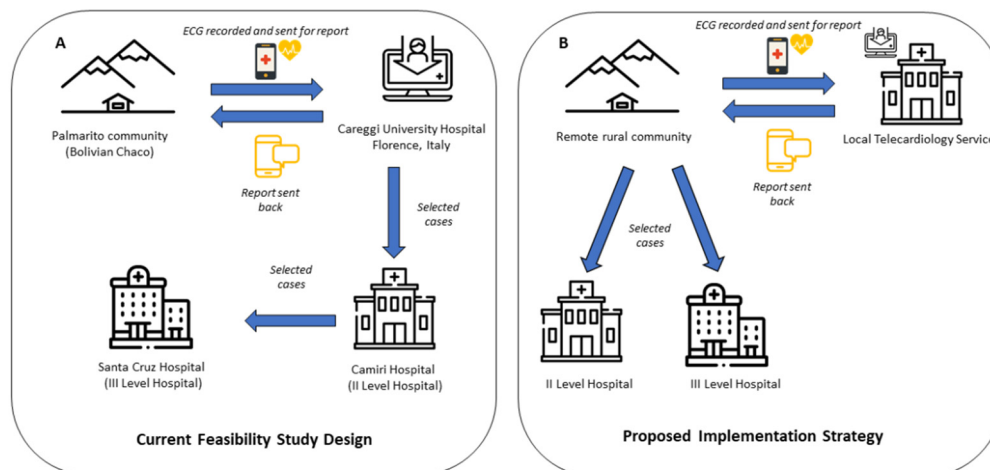 A
ECG recorded and sent for report
Palmarito community
(Bolivian Chaco)
Careggi University Hospital
Florence, Italy
Report sent
back
Selected
cases
Selected
cases
Santa Cruz Hospital
(III Level Hospital)
Camiri Hospital
(II Level Hospital)
Current Feasibility Study Design
B
ECG recorded and sent for report
Remote rural community
Local Telecardiology Service
Report sent
back
Selected
cases
II Level Hospital
III Level Hospital
Proposed Implementation Strategy